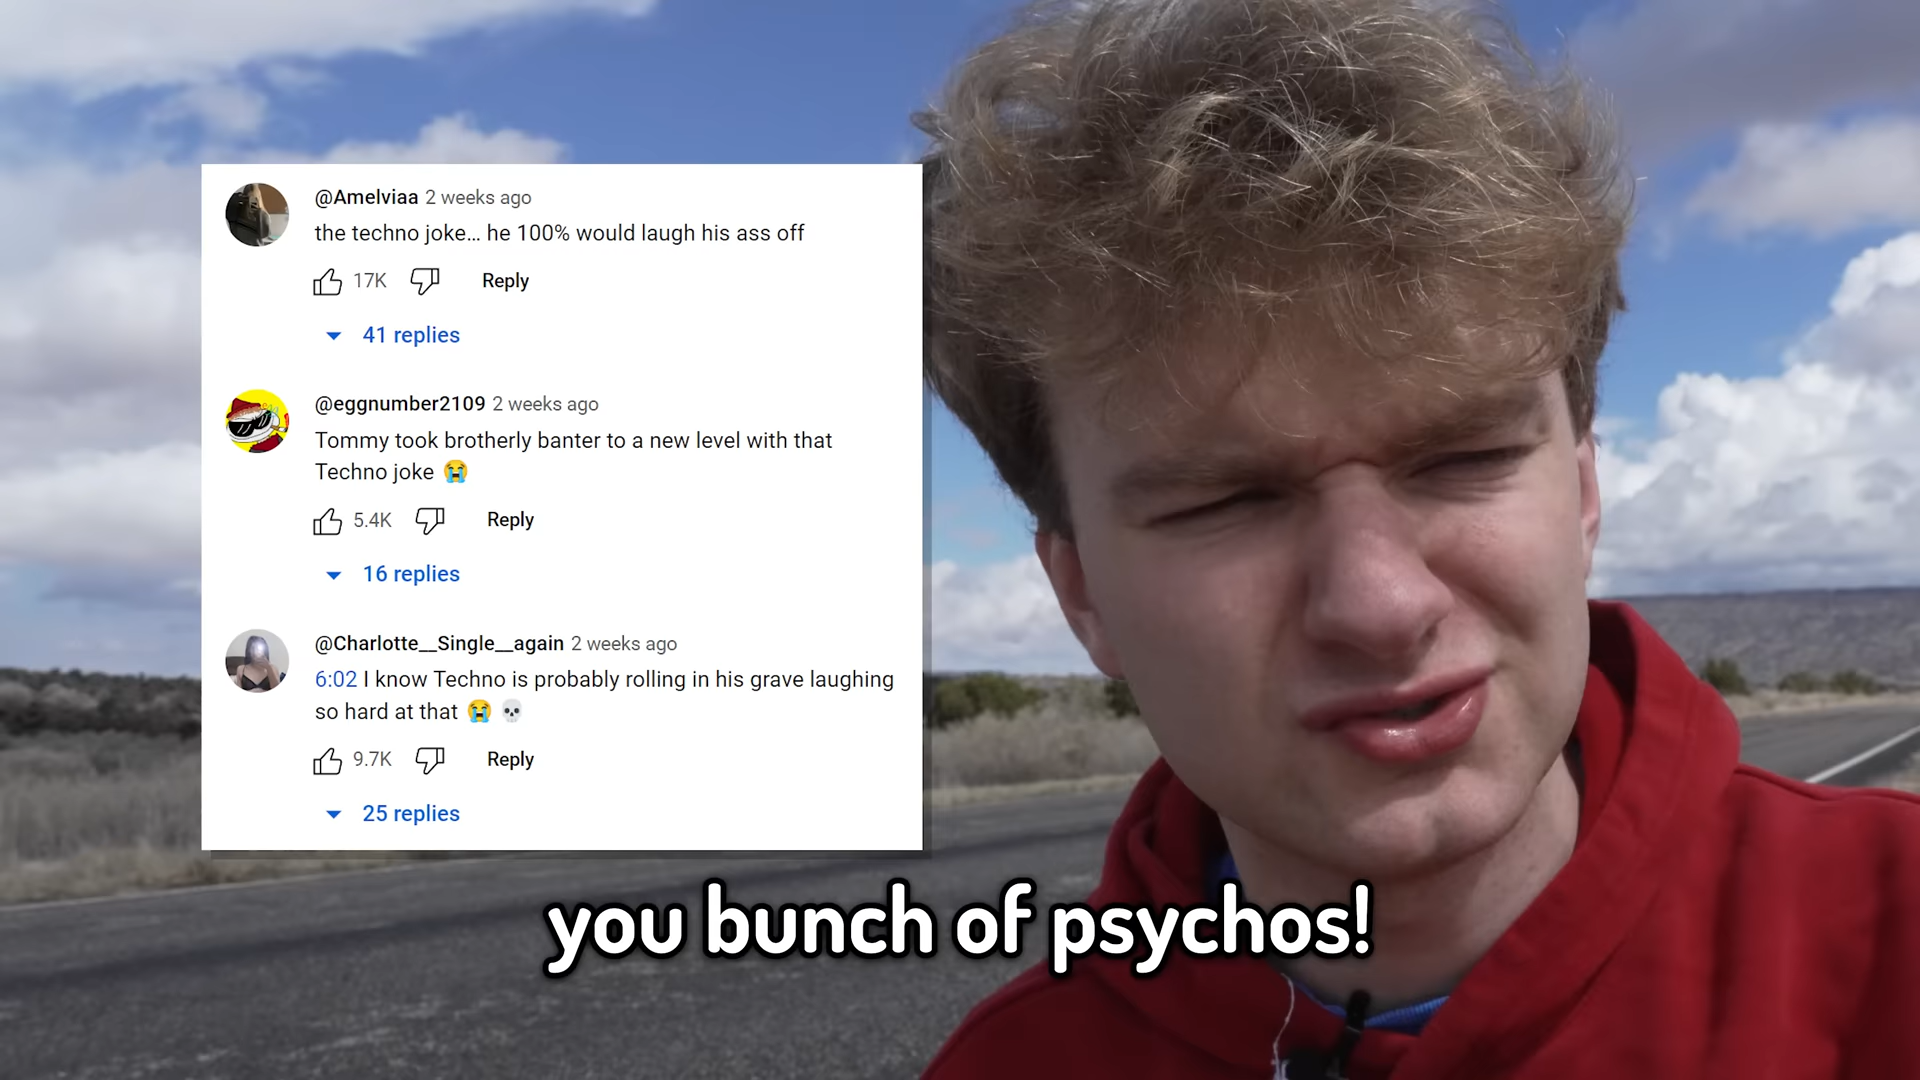 @Amelviaa 2 weeks ago
the techno joke... he 100% would laugh his ass off
17K Reply
41 replies
@eggnumber2109 2 weeks ago
Tommy took brotherly banter to a new level with that
Techno joke 😭
5.4K Reply
16 replies
@Charlotte__Single__again 2 weeks ago
6:02 I know Techno is probably rolling in his grave laughing
so hard at that 😭 💀
9.7K Reply
25 replies
you bunch of psychos!